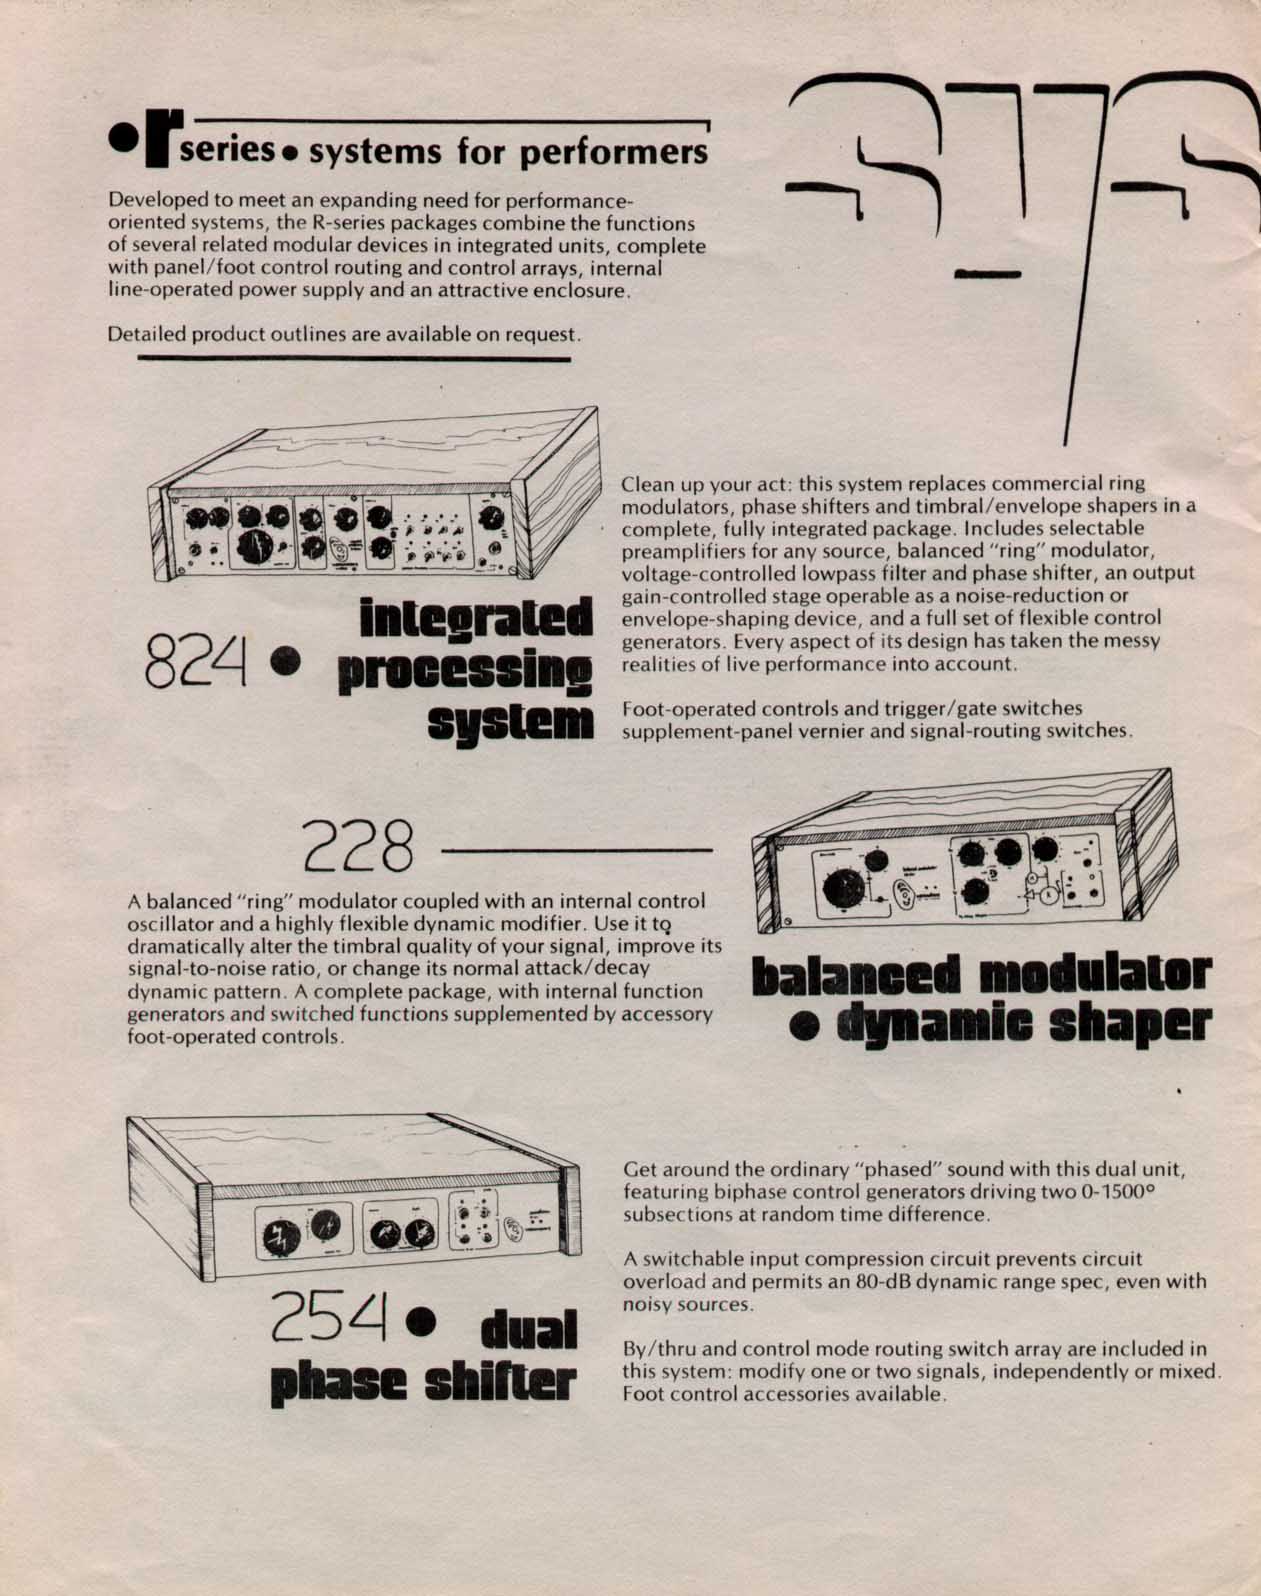 •r series • systems for performers
Developed to meet an expanding need for performance-
oriented systems, the R-series packages combine the functions
of several related modular devices in integrated units, complete
with panel/foot control routing and control arrays, internal
line-operated power supply and an attractive enclosure.
Detailed product outlines are available on request.
Clean up your act: this system replaces commercial ring
modulators, phase shifters and timbral/envelope shapers in a
complete, fully integrated package. Includes selectable
preamplifiers for any source, balanced "ring" modulator,
voltage-controlled lowpass filter and phase shifter, an output
gain-controlled stage operable as a noise-reduction or
envelope-shaping device, and a full set of flexible control
generators. Every aspect of its design has taken the messy
realities of live performance into account.
Foot-operated controls and trigger/gate switches
supplement-panel vernier and signal-routing switches.
integrated
824 • processing
system
228
A balanced "ring" modulator coupled with an internal control
oscillator and a highly flexible dynamic modifier. Use it to
dramatically alter the timbral quality of your signal, improve its
signal-to-noise ratio, or change its normal attack/decay
dynamic pattern. A complete package, with internal function
generators and switched functions supplemented by accessory
foot-operated controls.
balanced modulator
• dynamic shaper
Get around the ordinary "phased" sound with this dual unit,
featuring biphase control generators driving two 0-1500°
subsections at random time difference.
A switchable input compression circuit prevents circuit
overload and permits an 80-dB dynamic range spec, even with
noisy sources.
By/thru and control mode routing switch array are included in
this system: modify one or two signals, independently or mixed.
Foot control accessories available.
254 • dual
phase shifter